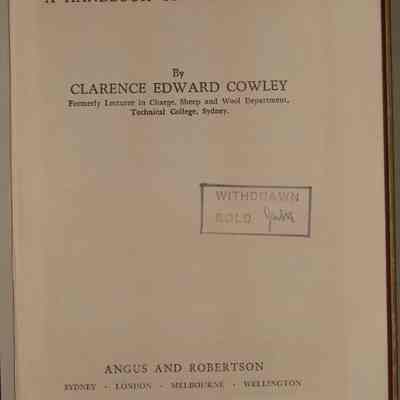 A HANDBOOK
By
CLARENCE EDWARD COWLEY
Formerly Lecturer in Charge, Sheep and Wool Department,
Technical College, Sydney.
WITHDRAWN
SOLD
ANGUS AND ROBERTSON
SYDNEY - LONDON - MELBOURNE - WELLINGTON